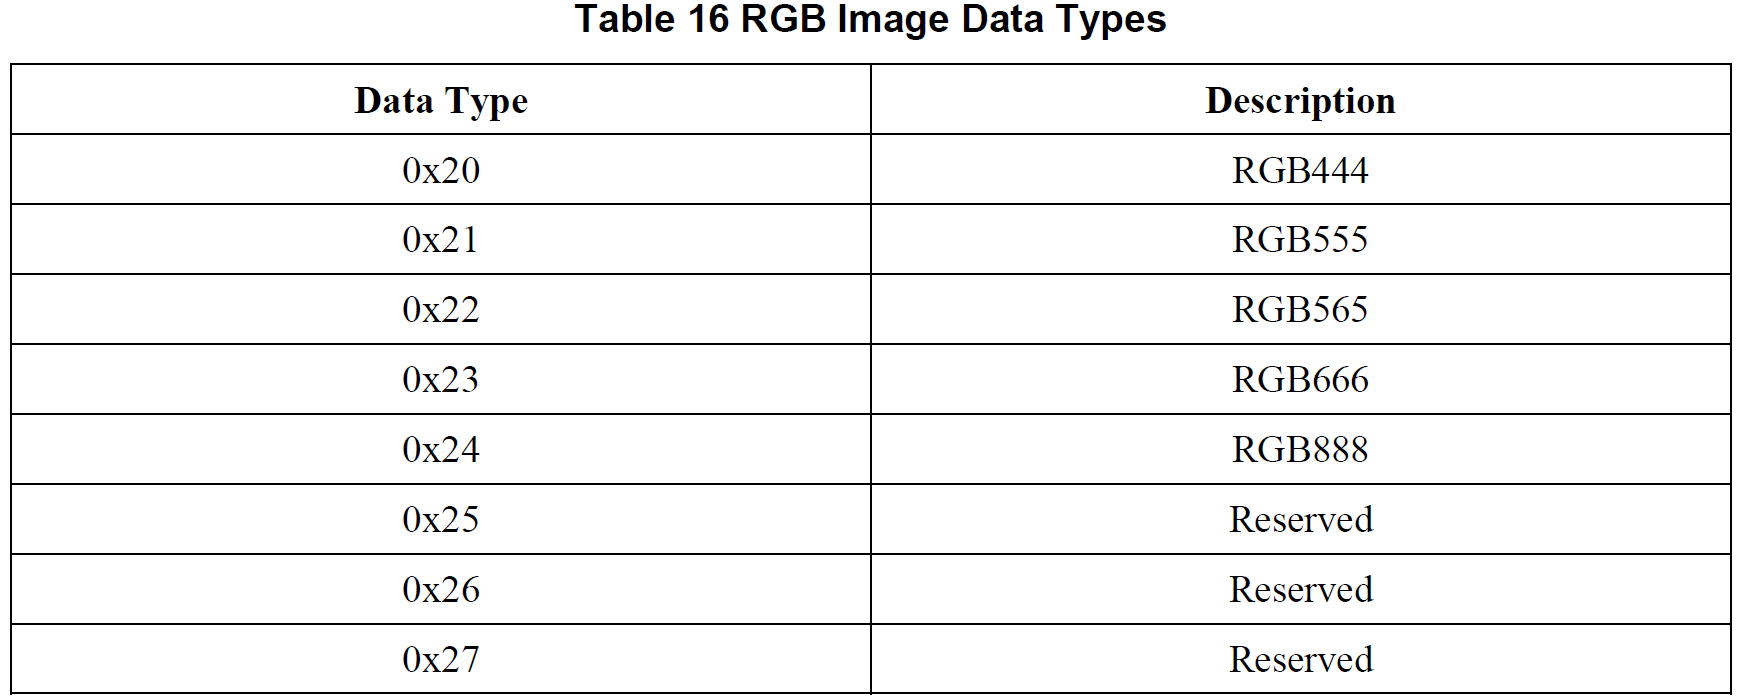 Table 16 RGB Image Data Types
Data Type Description
0x20 RGB444
0x21 RGB555
0x22 RGB565
0x23 RGB666
0x24 RGB888
0x25 Reserved
0x26 Reserved
0x27 Reserved